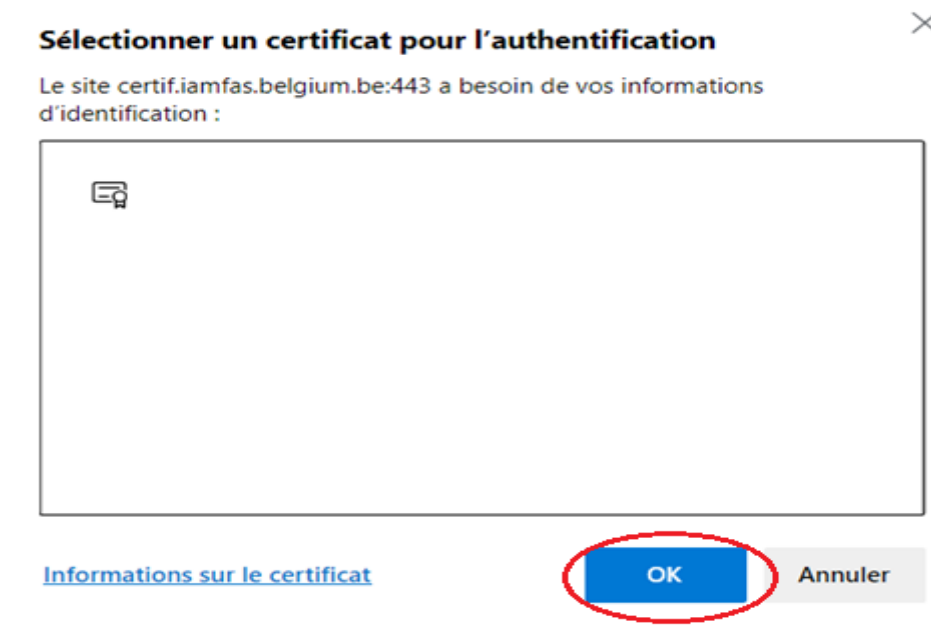 Sélectionner un certificat pour l’authentification
Le site certif.iamfas.belgium.be:443 a besoin de vos informations
d’identification :
Informations sur le certificat
OK
Annuler